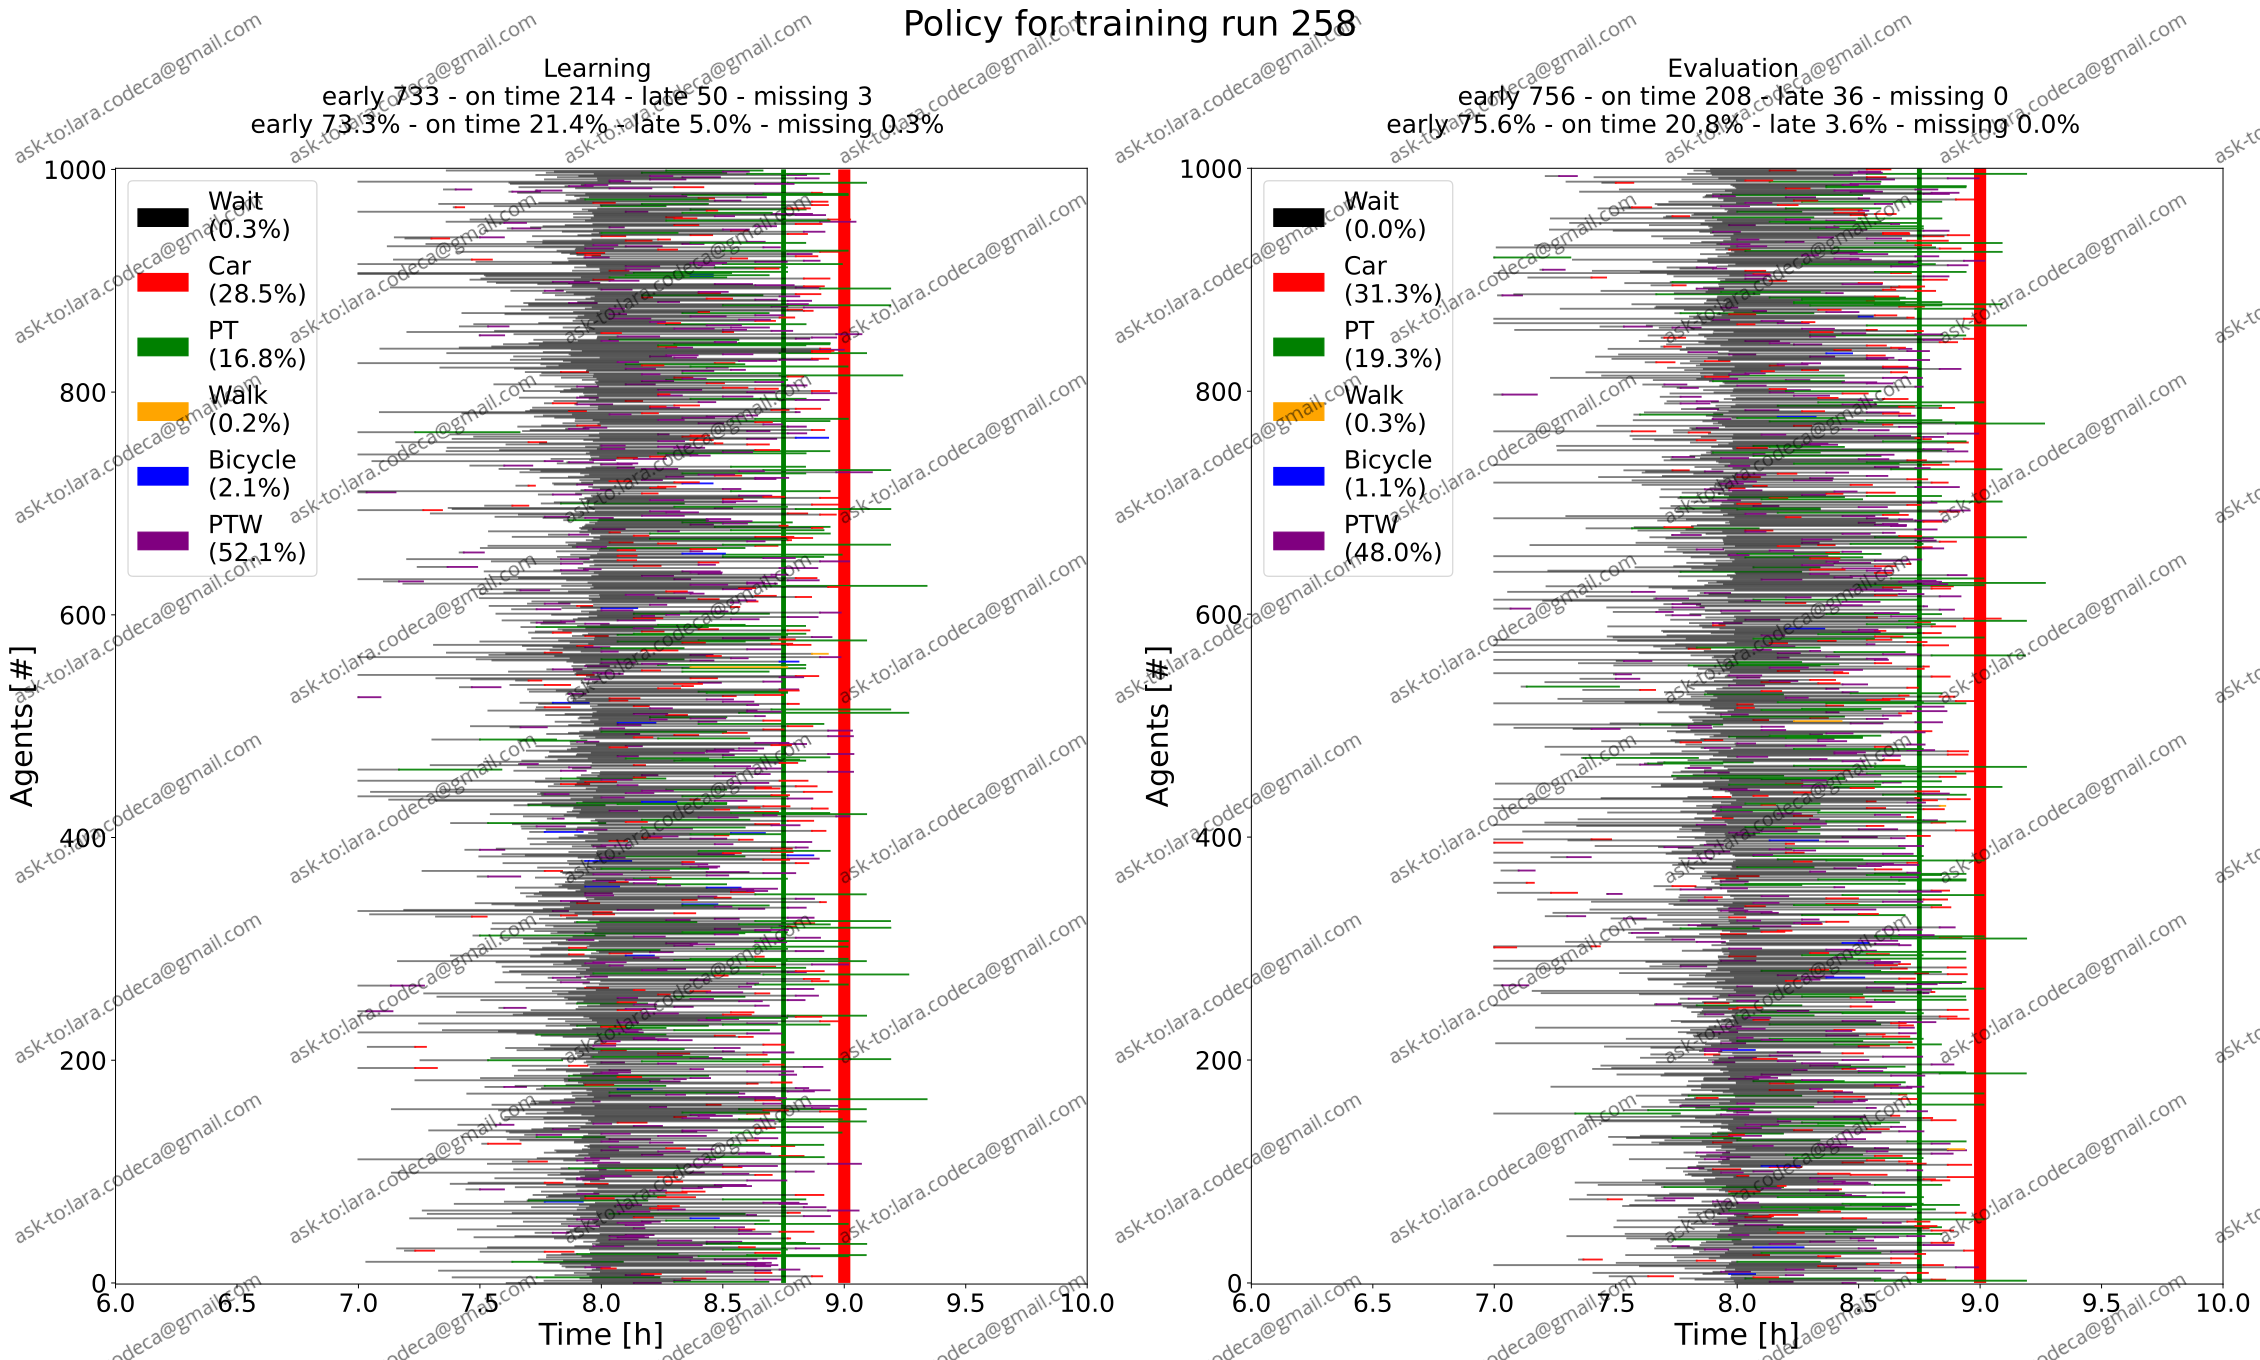 Policy for training run 258
Learning
early 733 - on time 214 - late 50 - missing 3
early 73.3% - on time 21.4% - late 5.0% - missing 0.3%
Evaluation
early 756 - on time 208 - late 36 - missing 0
early 75.6% - on time 20.8% - late 3.6% - missing 0.0%
Agents [#]
1000
800
600
400
200
0
Wait
(0.3%)
Car
(28.5%)
PT
(16.8%)
Walk
(0.2%)
Bicycle
(2.1%)
PTW
(52.1%)
6.0 6.5 7.0 7.5 8.0 8.5 9.0 9.5 10.0
Time [h]
Agents [#]
1000
800
600
400
200
0
Wait
(0.0%)
Car
(31.3%)
PT
(19.3%)
Walk
(0.3%)
Bicycle
(1.1%)
PTW
(48.0%)
6.0 6.5 7.0 7.5 8.0 8.5 9.0 9.5 10.0
Time [h]
ask-to:lara.codeca@gmail.com